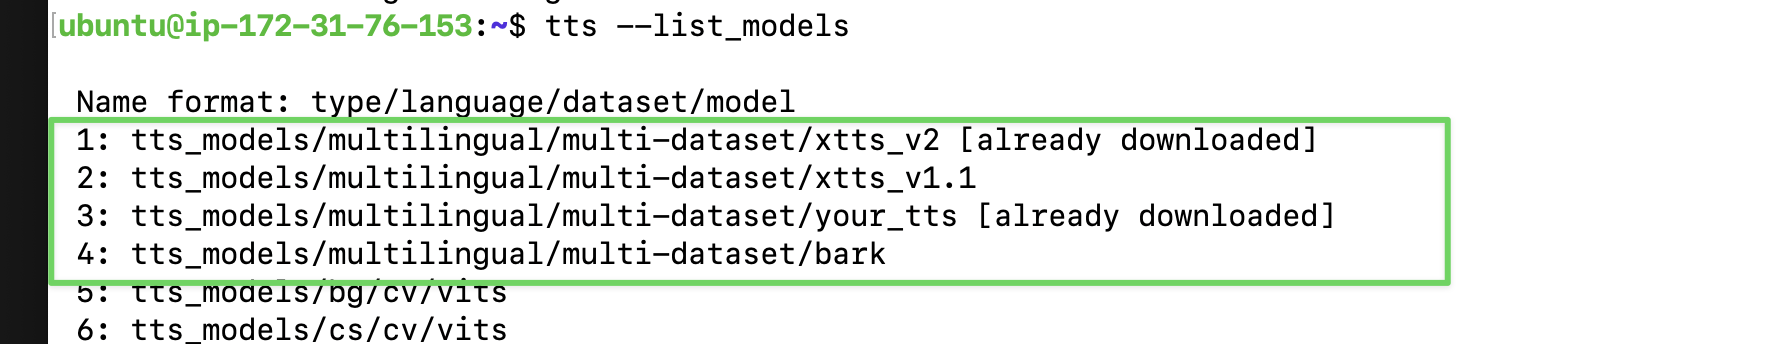 ubuntu@ip-172-31-76-153:~$ tts --list_models
Name format: type/language/dataset/model
1: tts_models/multilingual/multi-dataset/xtts_v2 [already downloaded]
2: tts_models/multilingual/multi-dataset/xtts_v1.1
3: tts_models/multilingual/multi-dataset/your_tts [already downloaded]
4: tts_models/multilingual/multi-dataset/bark
5: tts_models/bg/cv/vits
6: tts_models/cs/cv/vits